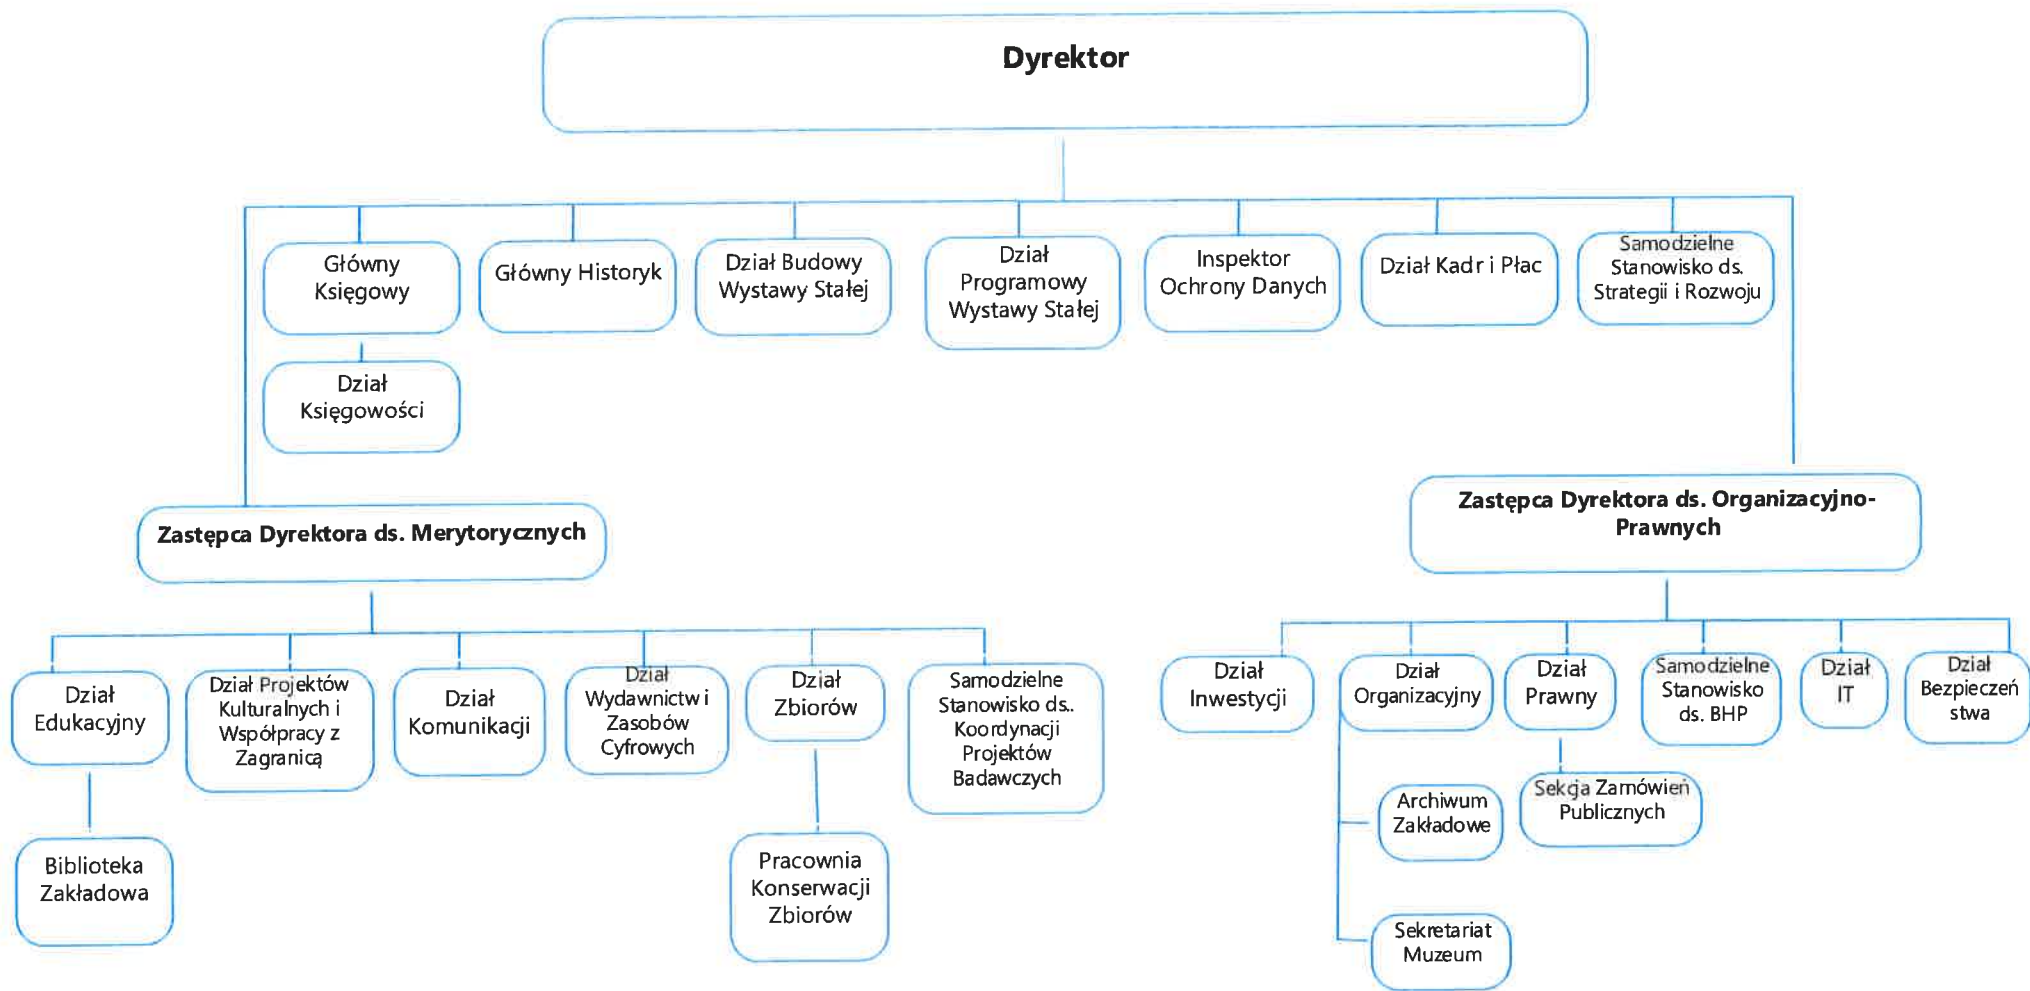 Dyrektor
Główny
Księgowy
Główny Historyk
Dział Budowy
Wystawy Stałej
Dział
Programowy
Wystawy Stałej
Inspektor
Ochrony Danych
Dział Kadr i Płac
Samodzielne
Stanowisko ds.
Strategii i Rozwoju
Dział
Księgowości
Zastępca Dyrektora ds. Merytorycznych
Zastępca Dyrektora ds. Organizacyjno-
Prawnych
Dział
Edukacyjny
Dział Projektów
Kulturalnych i
Współpracy z
Zagranicą
Dział
Komunikacji
Dział
Wydawnictw i
Zasobów
Cyfrowych
Dział
Zbiorów
Samodzielne
Stanowisko ds..
Koordynacji
Projektów
Badawczych
Dział
Inwestycji
Dział
Organizacyjny
Dział
Prawny
Samodzielne
Stanowisko
ds. BHP
Dział
IT
Dział
Bezpieczeń
stwa
Biblioteka
Zakładowa
Pracownia
Konserwacji
Zbiorów
Archiwum
Zakładowe
Sekcja Zamówień
Publicznych
Sekretariat
Muzeum